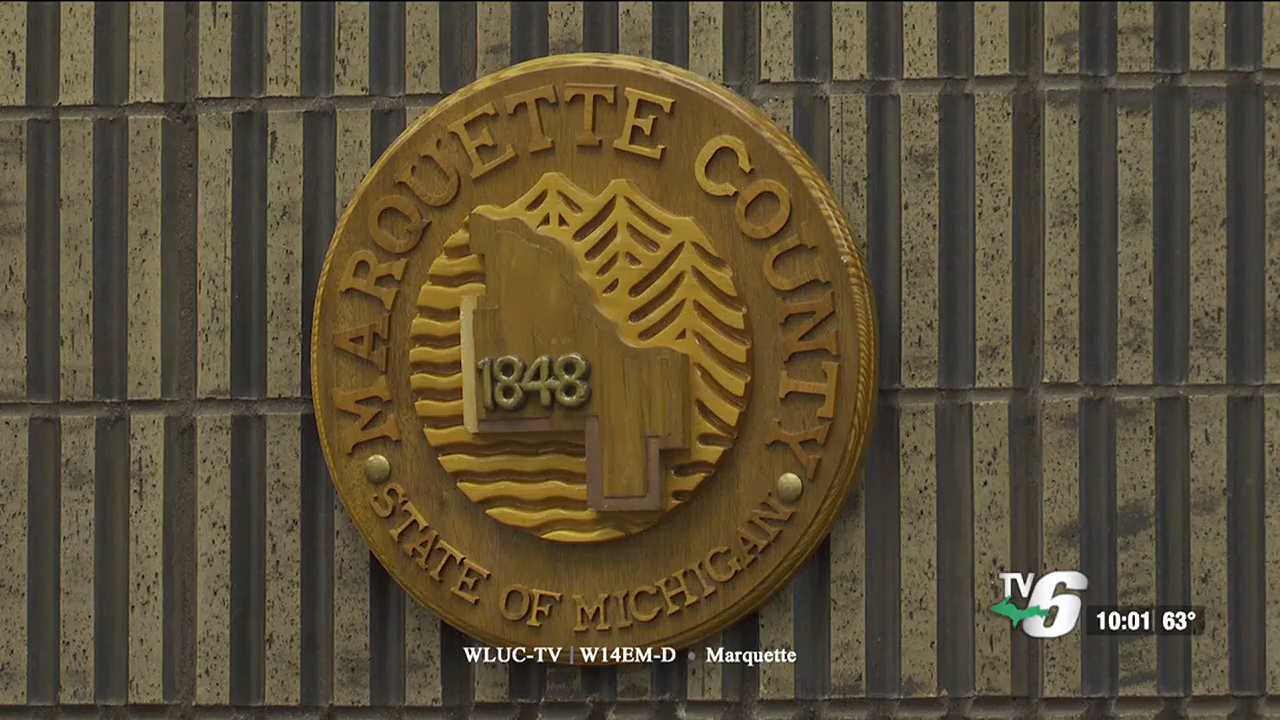 MARQUETTE COUNTY
1848
STATE OF MICHIGAN
TV6
10:01 63°
WLUC-TV | W14EM-D • Marquette